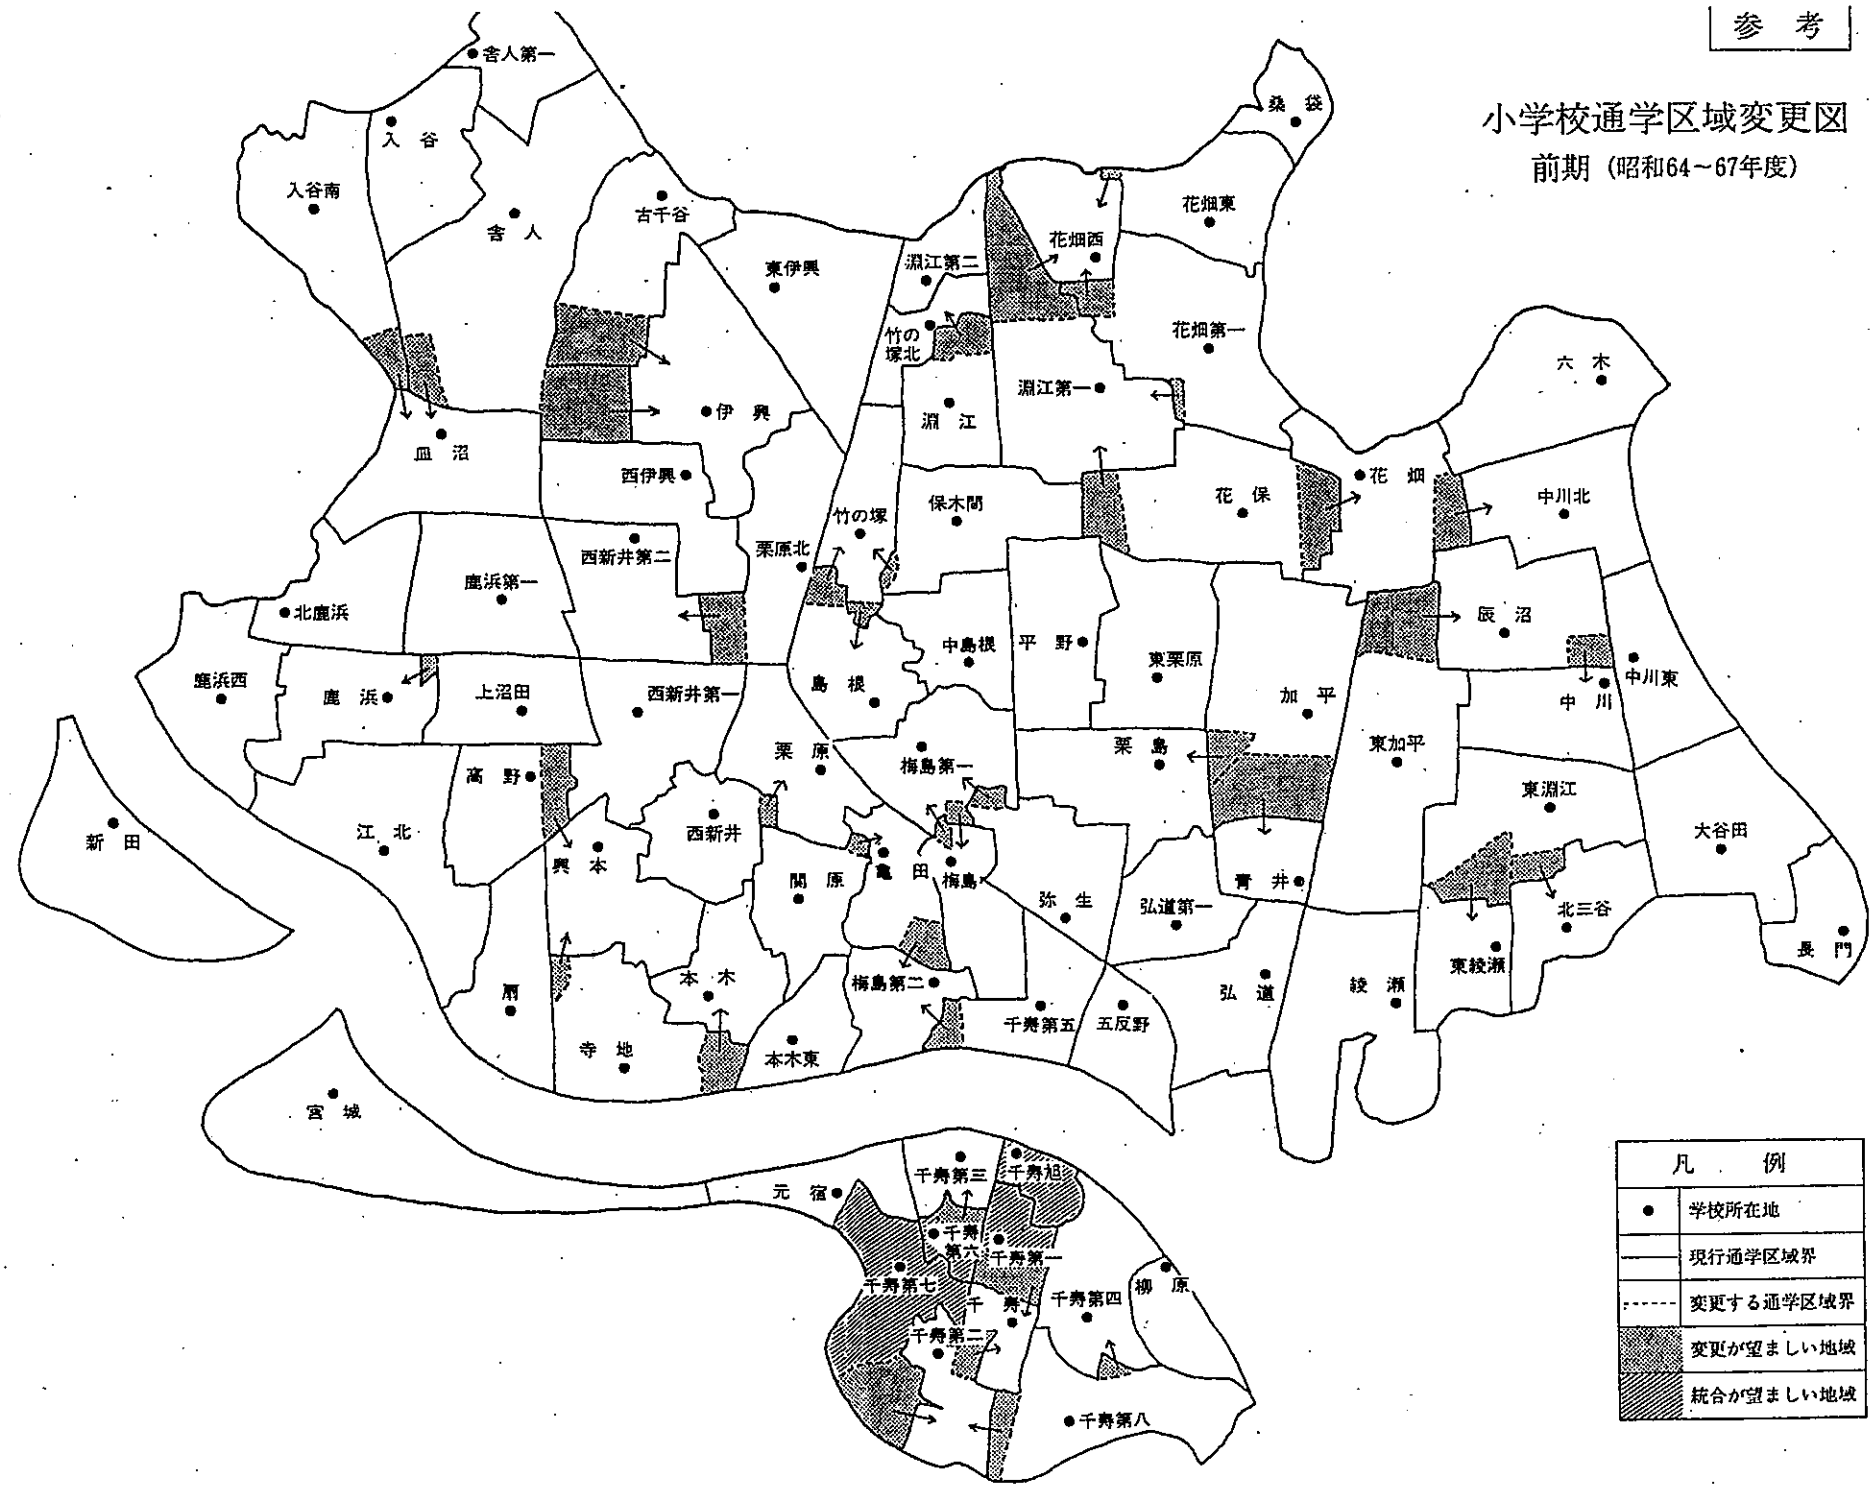 参 考
小学校通学区域変更図
前期（昭和64～67年度）
舎人第一
桑 袋
入 谷
入谷南
古千谷
花畑東
舎 人
花畑西
東伊興
淵江第二
竹の
塚北
花畑第一
六 木
淵江第一
伊 興
淵 江
皿 沼
西伊興
花 畑
保木間
花 保
中川北
竹の塚
栗原北
西新井第二
鹿浜第一
北鹿浜
辰 沼
中島根
平 野
東栗原
中川東
鹿浜西
鹿 浜
上沼田
西新井第一
島 根
加 平
中 川
栗 原
梅島第一
栗 島
東加平
高 野
東淵江
新 田
江 北
西新井
大谷田
興 本
関 原
亀 田
梅島
青 井
弥 生
弘道第一
北三谷
長 門
東綾瀬
扇
本 木
梅島第二
弘 道
綾 瀬
千寿第五
五反野
寺 地
本木東
宮 城
千寿第三
千寿旭
元 宿
千寿
第六
千寿第一
千寿第七
柳 原
千 寿
千寿第四
千寿第二
千寿第八
凡 例
学校所在地
現行通学区域界
変更する通学区域界
変更が望ましい地域
統合が望ましい地域